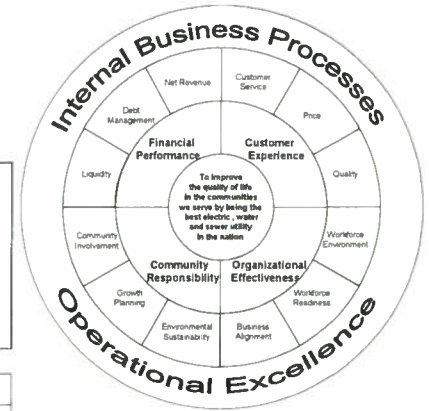 Internal Business Processes
Net Revenue
Customer
Service
Debt
Management
Price
Financial
Performance
Customer
Experience
Liquidity
Quality
To improve
the quality of life
in the communities
we serve by being the
best electric, water
and sewer utility
in the nation
Community
Involvement
Workforce
Environment
Community
Responsibility
Organizational
Effectiveness
Growth
Planning
Workforce
Readiness
Environmental
Sustainability
Business
Alignment
Operational Excellence